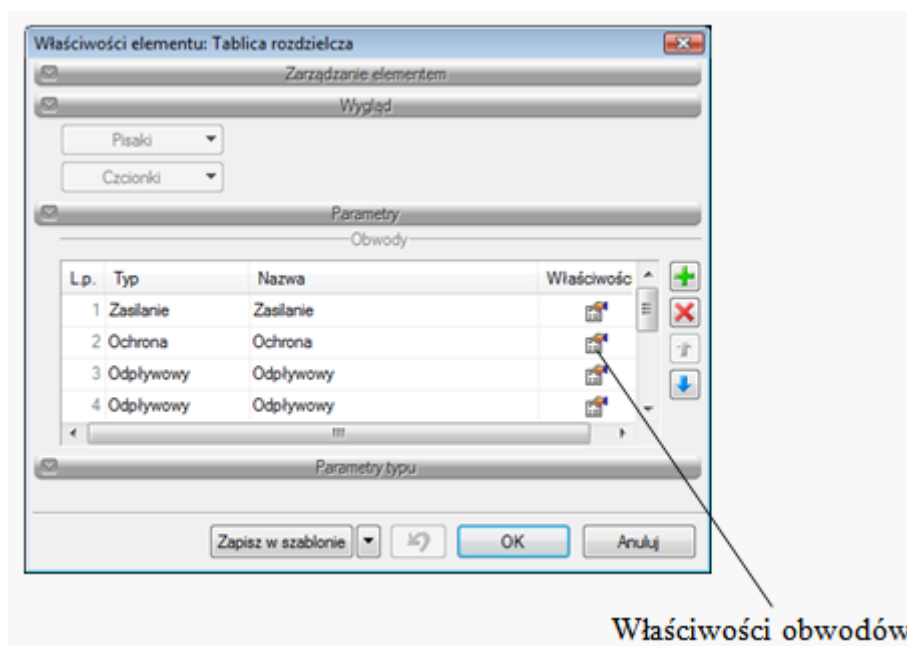 Właściwości elementu: Tablica rozdzielcza
Zarządzanie elementem
Wygląd
Pisaki
Czcionki
Parametry
Obwody
L.p. Typ Nazwa Właściwośc
1 Zasilanie Zasilanie
2 Ochrona Ochrona
3 Odpływowy Odpływowy
4 Odpływowy Odpływowy
Parametry typu
Zapisz w szablonie OK Anuluj
Właściwości obwodów